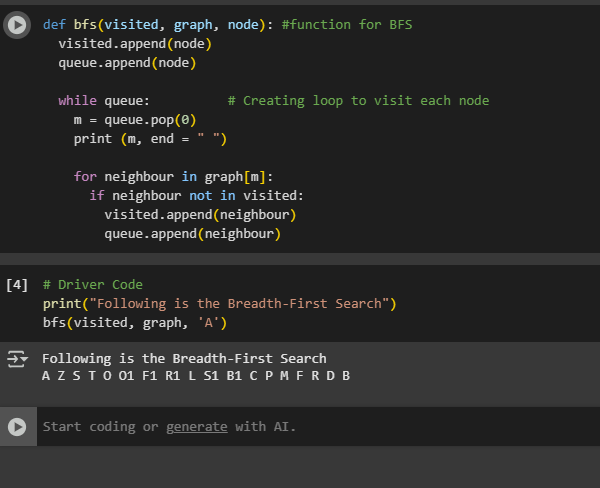 def bfs(visited, graph, node): #function for BFS
  visited.append(node)
  queue.append(node)

  while queue:          # Creating loop to visit each node
    m = queue.pop(0)
    print (m, end = " ")

    for neighbour in graph[m]:
      if neighbour not in visited:
        visited.append(neighbour)
        queue.append(neighbour)
[4] # Driver Code
print("Following is the Breadth-First Search")
bfs(visited, graph, 'A')
Following is the Breadth-First Search
A Z S T O O1 F1 R1 L S1 B1 C P M F R D B
Start coding or generate with AI.